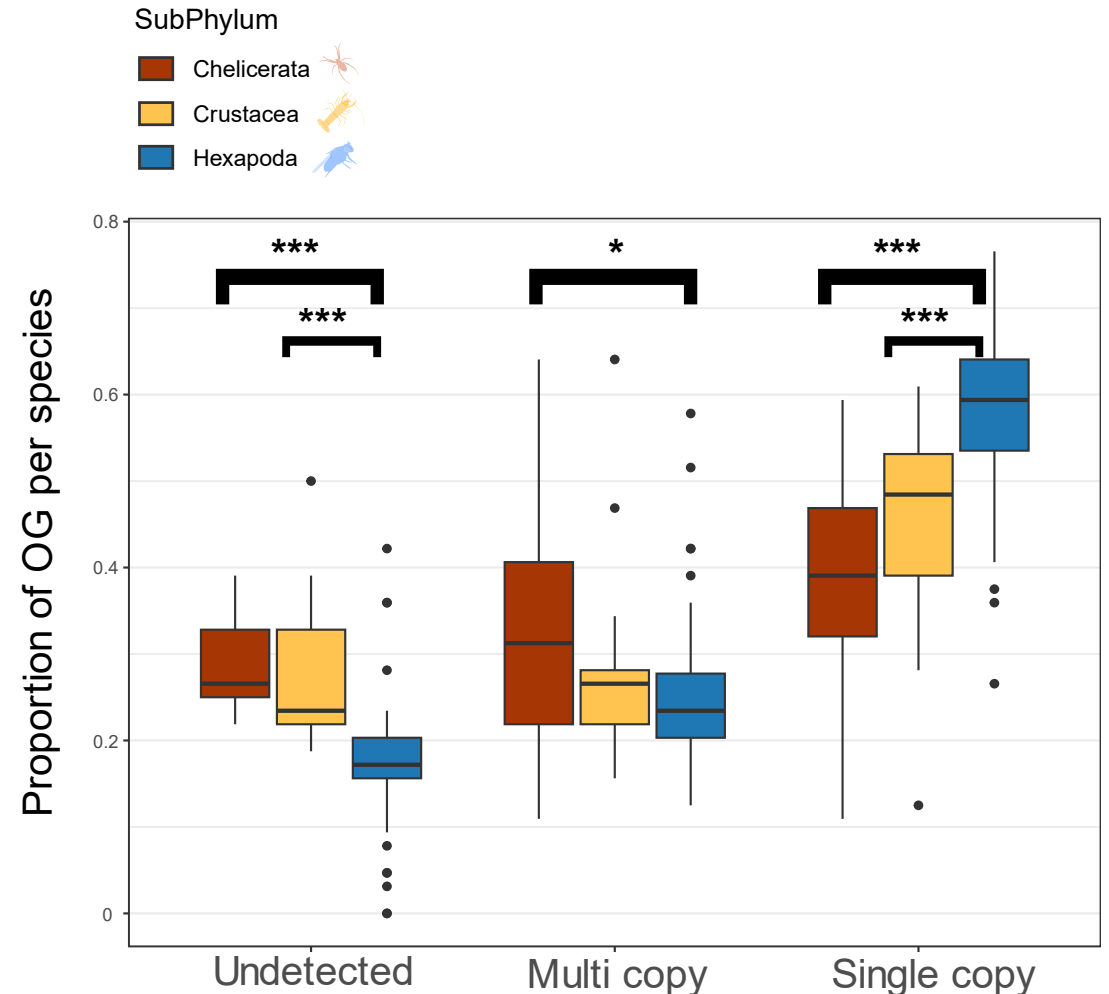 SubPhylum
Chelicerata
Crustacea
Hexapoda
0.8
*** * ***
*** ***
0.6
0.4
0.2
0
Proportion of OG per species
Undetected Multi copy Single copy